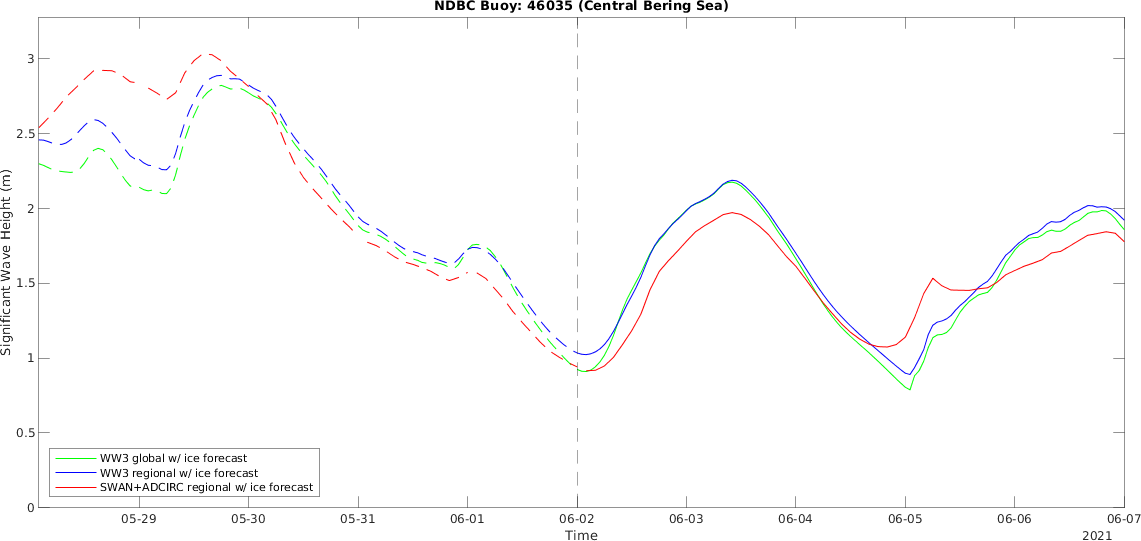 NDBC Buoy: 46035 (Central Bering Sea)
3
2.5
2
1.5
1
0.5
0
Significant Wave Height (m)
WW3 global w/ ice forecast
WW3 regional w/ ice forecast
SWAN+ADCIRC regional w/ ice forecast
05-29 05-30 05-31 06-01 06-02 06-03 06-04 06-05 06-06 06-07
Time
2021